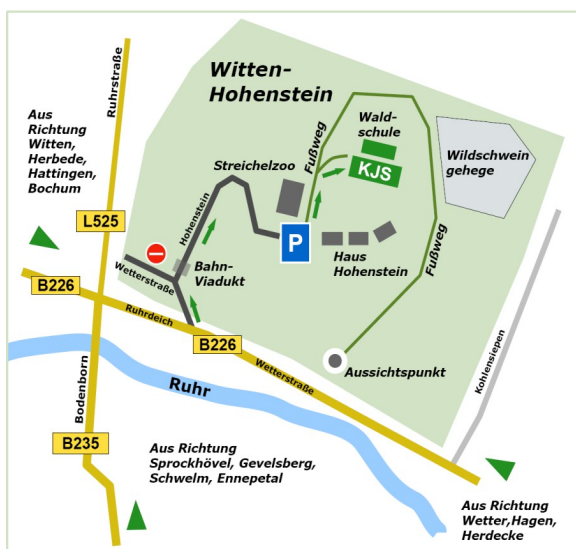 Witten-
Hohenstein
Ruhrstraße
Aus
Richtung
Witten,
Herbede,
Hattingen,
Bochum
Wald-
schule
KJS
Fußweg
Wildschwein
gehege
Streichelzoo
L525
Hohenstein
P
Haus
Hohenstein
Fußweg
Bahn-
Viadukt
Wetterstraße
B226
Ruhrdeich
B226
Wetterstraße
Aussichtspunkt
Kohlensiepen
Ruhr
Bodenborn
B235
Aus Richtung
Sprockhövel, Gevelsberg,
Schwelm, Ennepetal
Aus Richtung
Wetter,Hagen,
Herdecke